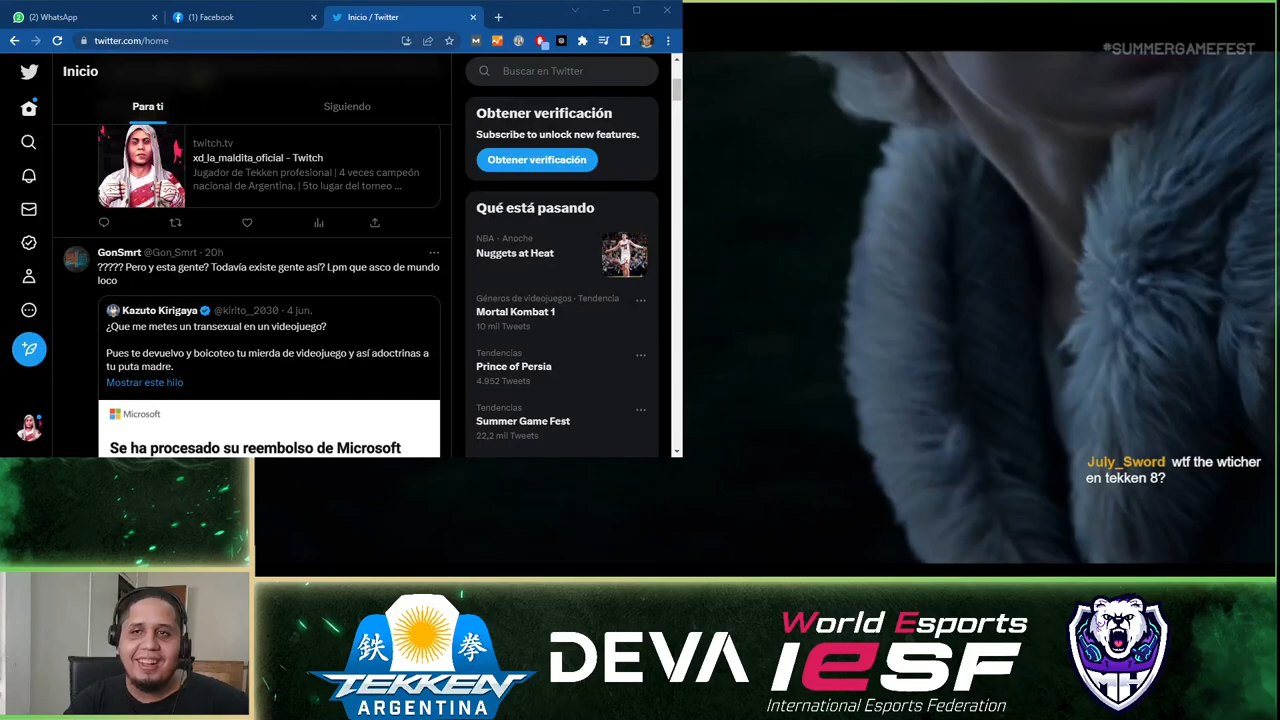 (2) WhatsApp
(1) Facebook
Inicio / Twitter
twitter.com/home
Inicio
Para ti
Siguiendo
twitch.tv
xd_la_maldita_oficial - Twitch
Jugador de Tekken profesional | 4 veces campeón
nacional de Argentina. | 5to lugar del torneo ...
GonSmrt @Gon_Smrt · 20h
????? Pero y esta gente? Todavía existe gente así? Lpm que asco de mundo
loco
Kazuto Kirigaya @kirito__2030 · 4 jun.
¿Que me metes un transexual en un videojuego?
Pues te devuelvo y boicoteo tu mierda de videojuego y así adoctrinas a
tu puta madre.
Mostrar este hilo
Microsoft
Se ha procesado su reembolso de Microsoft
Buscar en Twitter
Obtener verificación
Subscribe to unlock new features.
Obtener verificación
Qué está pasando
NBA · Anoche
Nuggets at Heat
Géneros de videojuegos · Tendencia
Mortal Kombat 1
10 mil Tweets
Tendencias
Prince of Persia
4.952 Tweets
Tendencias
Summer Game Fest
22,2 mil Tweets
#SUMMERGAMEFEST
July_Sword wtf the wticher
en tekken 8?
鉄 拳
TEKKEN
ARGENTINA
DEVA
World Esports
IESF
International Esports Federation
MH